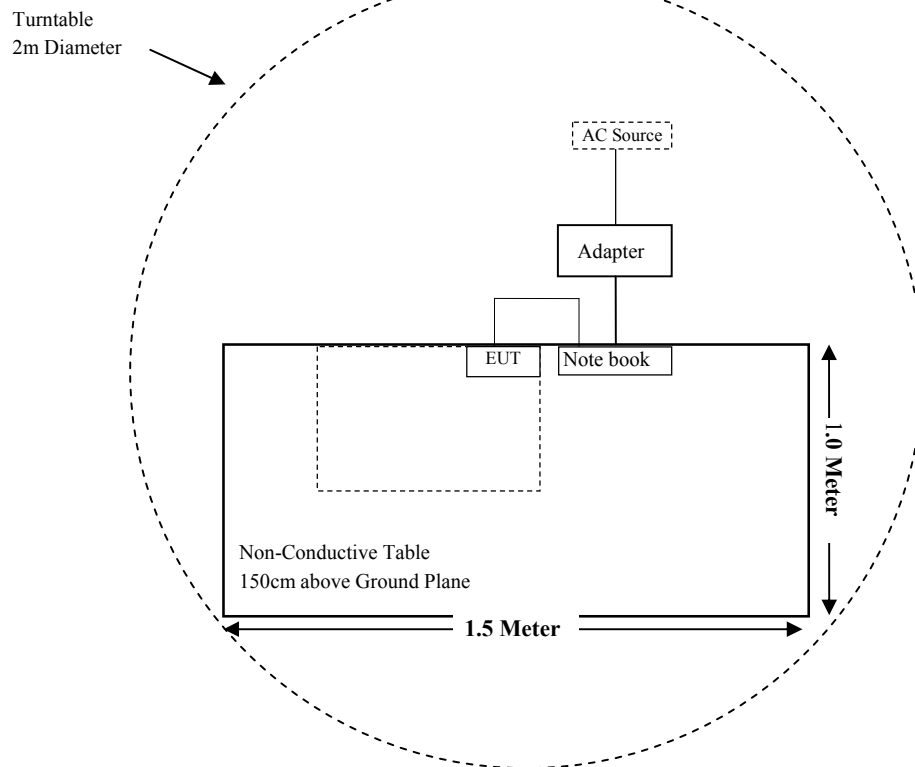 Turntable
2m Diameter
AC Source
Adapter
EUT
Note book
1.0 Meter
Non-Conductive Table
150cm above Ground Plane
1.5 Meter